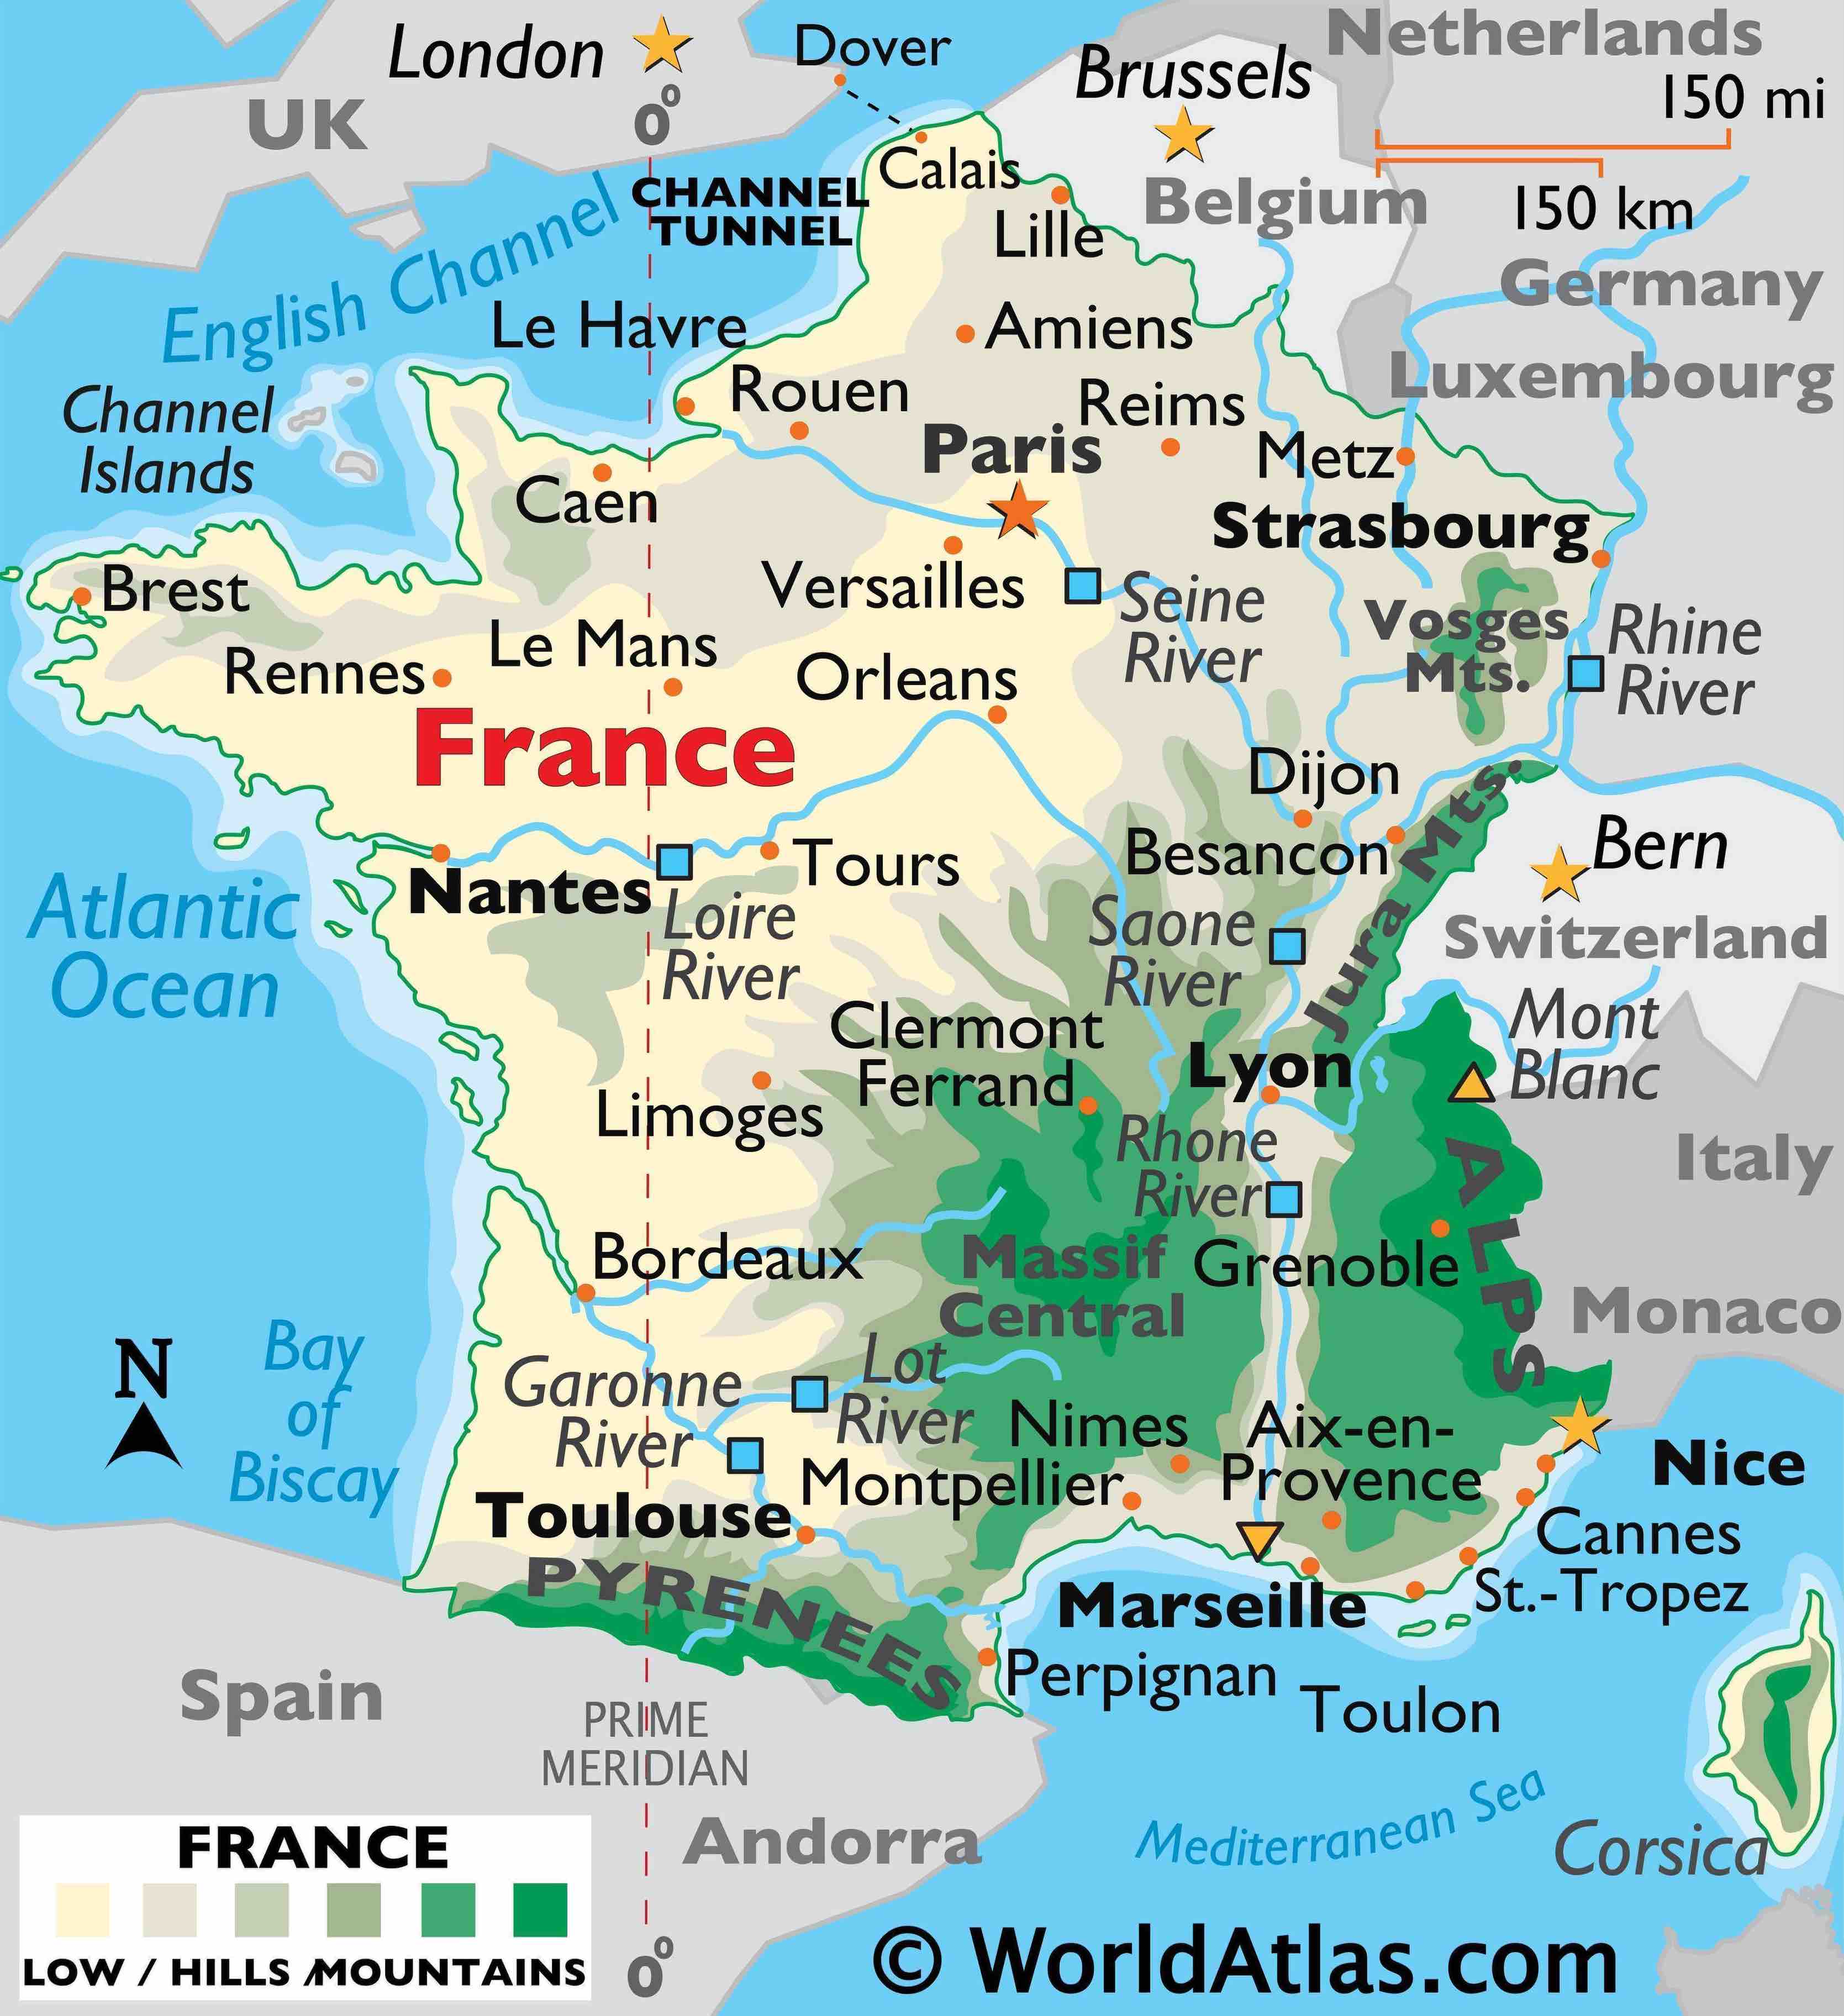 London
Dover
Brussels
Netherlands
150 mi
UK
0°
Calais
CHANNEL
TUNNEL
Belgium
150 km
Lille
English Channel
Germany
Le Havre
Amiens
Luxembourg
Channel
Islands
Rouen
Reims
Paris
Metz
Caen
Strasbourg
Brest
Versailles
Seine
River
Vosges
Mts.
Rhine
River
Le Mans
Rennes
Orleans
France
Dijon
Jura Mts.
Bern
Besancon
Tours
Nantes
Loire
River
Atlantic
Ocean
Saone
River
Switzerland
Clermont
Ferrand
Mont
Blanc
Lyon
Limoges
Rhone
River
ALPS
Italy
Bordeaux
Massif
Central
Grenoble
Monaco
N
Bay
of
Biscay
Garonne
River
Lot
River
Nimes
Aix-en-
Provence
Nice
Montpellier
Toulouse
Cannes
PYRENEES
Marseille
St.-Tropez
Perpignan
Toulon
Spain
PRIME
MERIDIAN
Andorra
Mediterranean Sea
Corsica
FRANCE
LOW / HILLS /MOUNTAINS
0°
© WorldAtlas.com